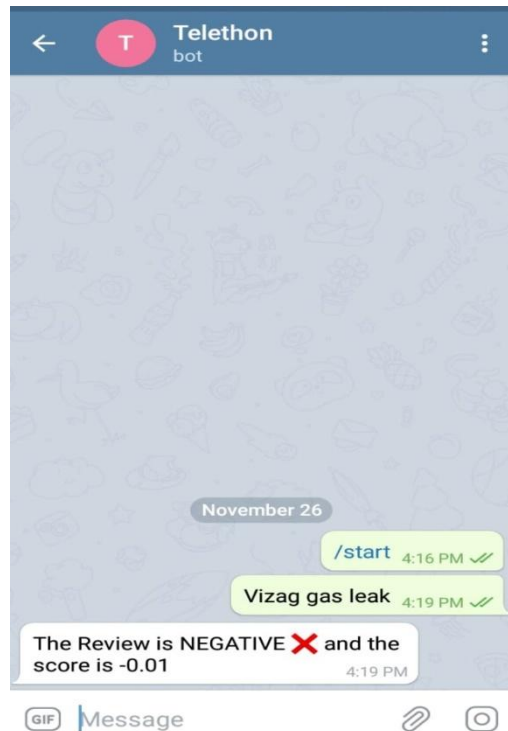 T
Telethon
bot
November 26
/start 4:16 PM
Vizag gas leak 4:19 PM
The Review is NEGATIVE ❌ and the
score is -0.01 4:19 PM
GIF Message